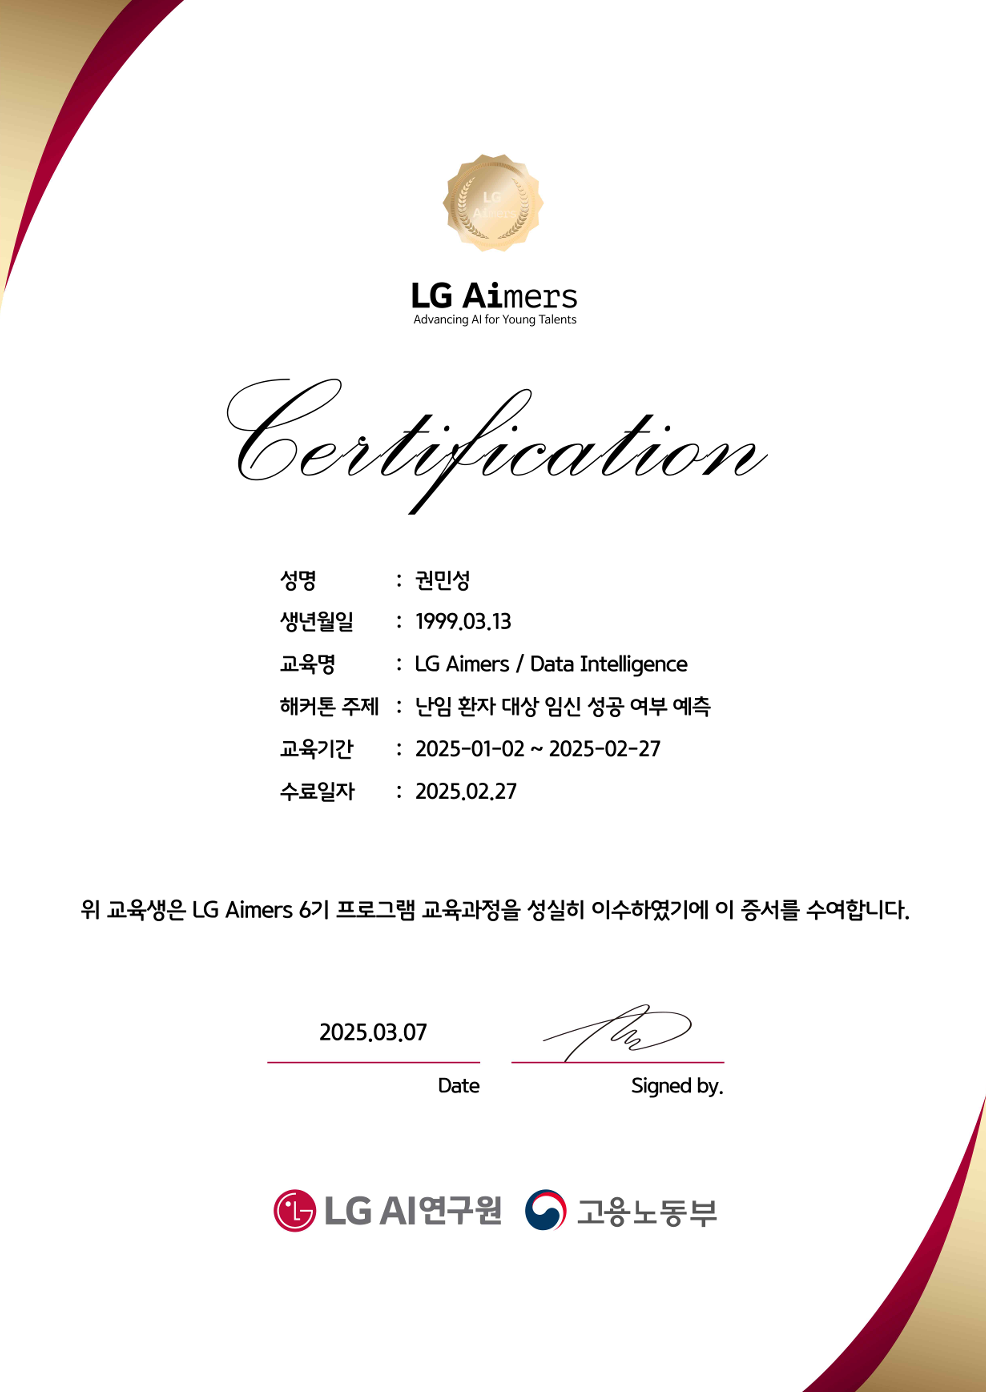 LG
Aimers
LG Aimers
Advancing AI for Young Talents
Certification
성명 : 권민성
생년월일 : 1999.03.13
교육명 : LG Aimers / Data Intelligence
해커톤 주제 : 난임 환자 대상 임신 성공 여부 예측
교육기간 : 2025-01-02 ~ 2025-02-27
수료일자 : 2025.02.27
위 교육생은 LG Aimers 6기 프로그램 교육과정을 성실히 이수하였기에 이 증서를 수여합니다.
2025.03.07
Date Signed by.
LG AI연구원 고용노동부